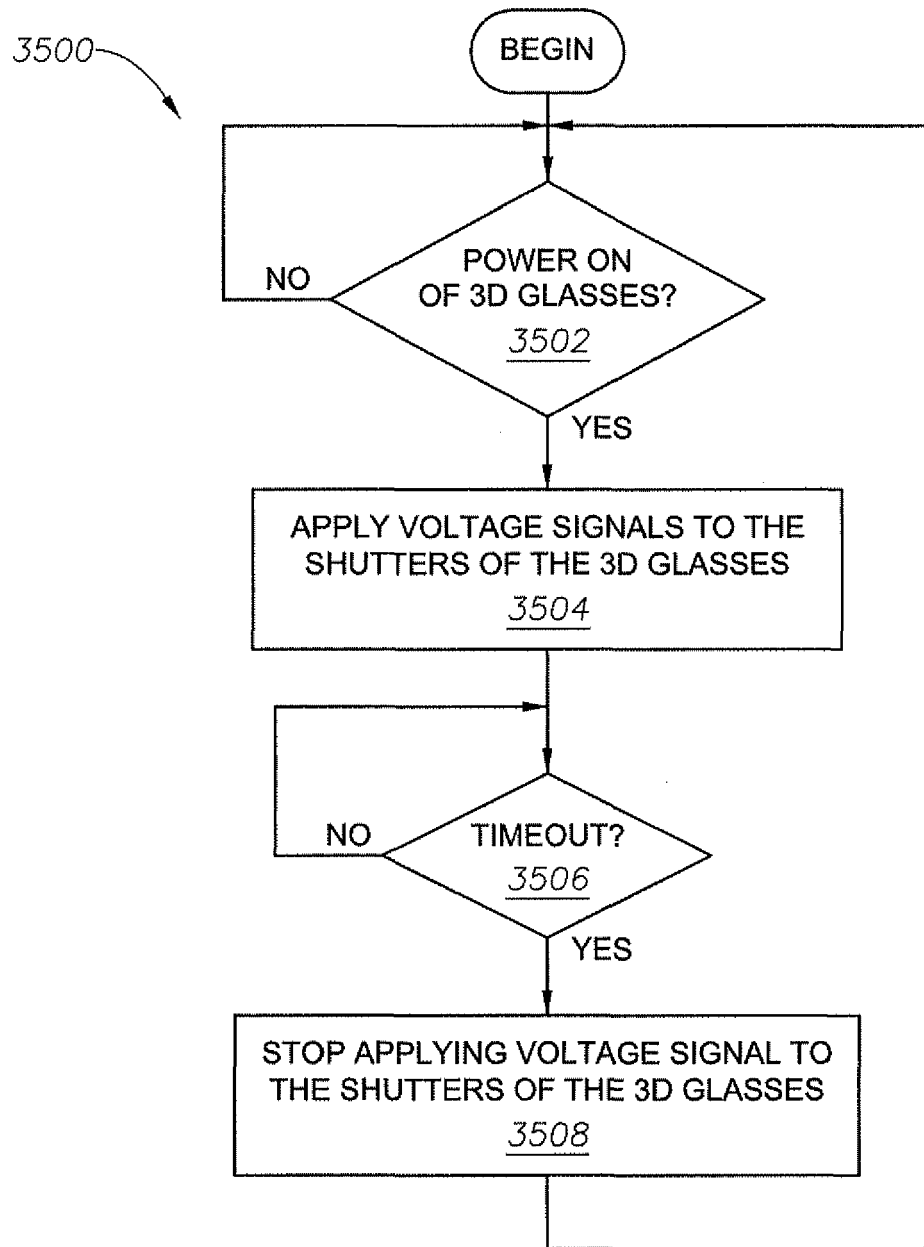 3500
BEGIN
POWER ON
OF 3D GLASSES?
3502
NO
YES
APPLY VOLTAGE SIGNALS TO THE
SHUTTERS OF THE 3D GLASSES
3504
NO
TIMEOUT?
3506
YES
STOP APPLYING VOLTAGE SIGNAL TO
THE SHUTTERS OF THE 3D GLASSES
3508